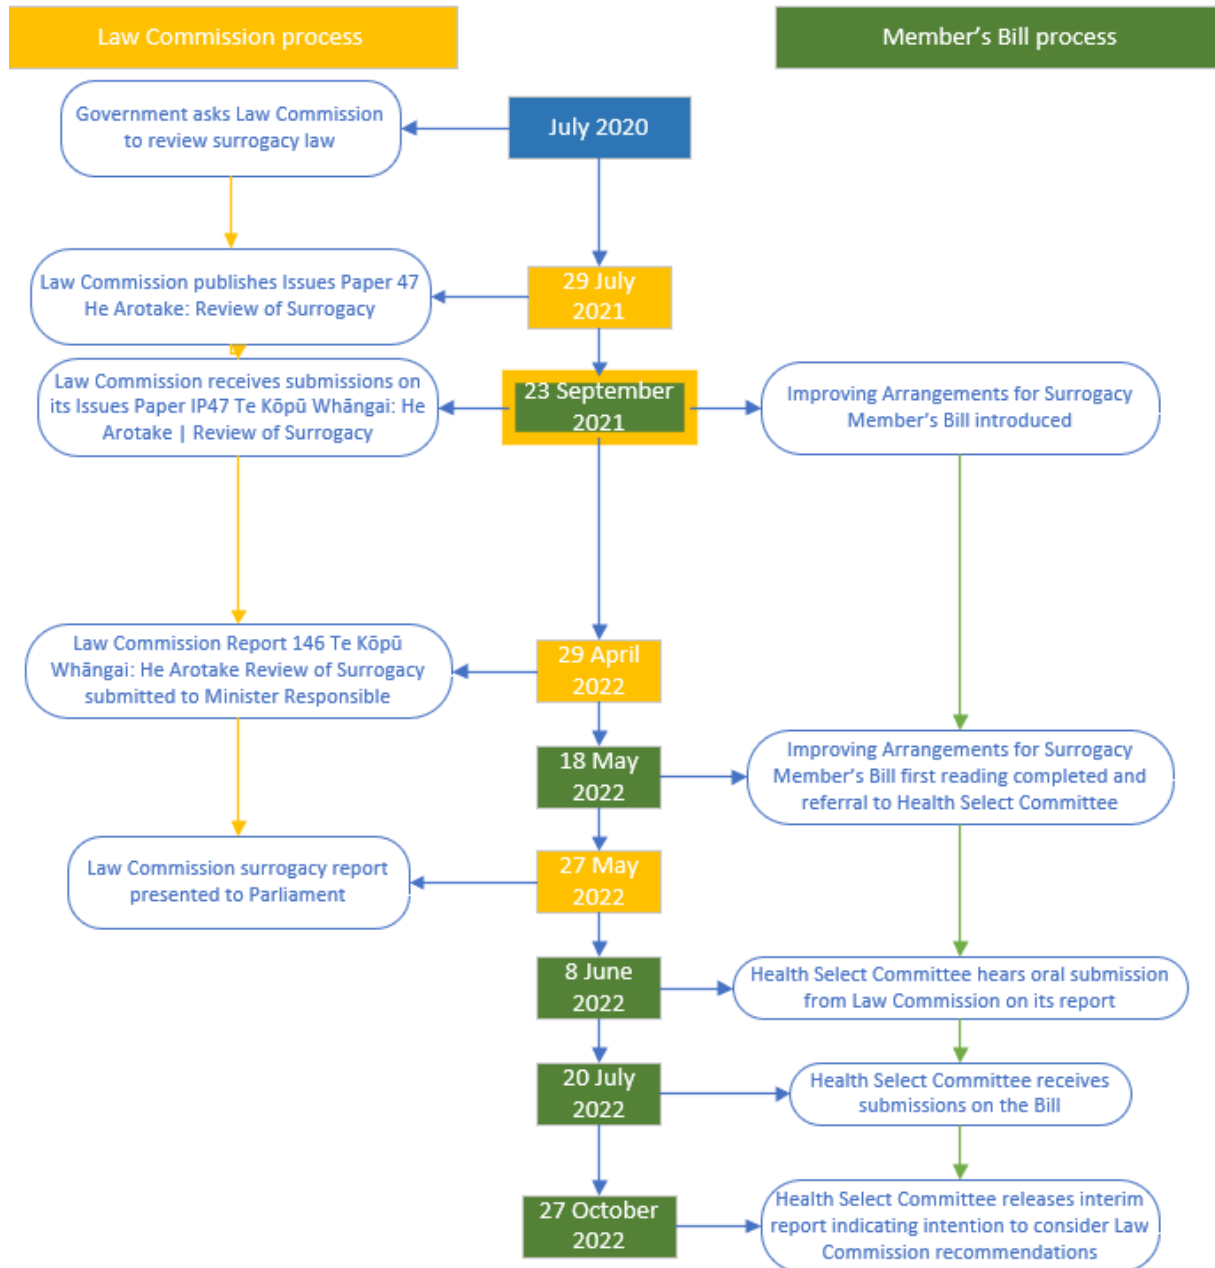 Law Commission process
Member's Bill process
Government asks Law Commission
to review surrogacy law
July 2020
Law Commission publishes Issues Paper 47
He Arotake: Review of Surrogacy
29 July
2021
Law Commission receives submissions on
its Issues Paper IP47 Te Kōpū Whāngai: He
Arotake | Review of Surrogacy
23 September
2021
Improving Arrangements for Surrogacy
Member's Bill introduced
Law Commission Report 146 Te Kōpū
Whāngai: He Arotake Review of Surrogacy
submitted to Minister Responsible
29 April
2022
18 May
2022
Improving Arrangements for Surrogacy
Member's Bill first reading completed and
referral to Health Select Committee
Law Commission surrogacy report
presented to Parliament
27 May
2022
8 June
2022
Health Select Committee hears oral submission
from Law Commission on its report
20 July
2022
Health Select Committee receives
submissions on the Bill
27 October
2022
Health Select Committee releases interim
report indicating intention to consider Law
Commission recommendations